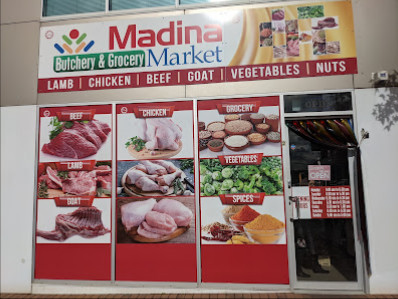 Madina
Butchery & Grocery Market
LAMB | CHICKEN | BEEF | GOAT | VEGETABLES | NUTS
BEEF
CHICKEN
GROCERY
LAMB
VEGETABLES
GOAT
SPICES